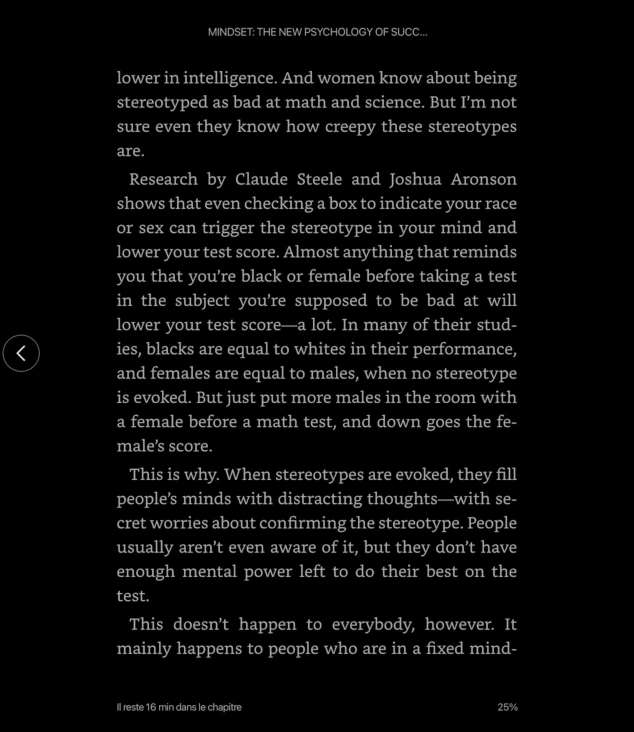 MINDSET: THE NEW PSYCHOLOGY OF SUCC...
lower in intelligence. And women know about being
stereotyped as bad at math and science. But I’m not
sure even they know how creepy these stereotypes
are.
Research by Claude Steele and Joshua Aronson
shows that even checking a box to indicate your race
or sex can trigger the stereotype in your mind and
lower your test score. Almost anything that reminds
you that you’re black or female before taking a test
in the subject you’re supposed to be bad at will
lower your test score—a lot. In many of their stud-
ies, blacks are equal to whites in their performance,
and females are equal to males, when no stereotype
is evoked. But just put more males in the room with
a female before a math test, and down goes the fe-
male’s score.
This is why. When stereotypes are evoked, they fill
people’s minds with distracting thoughts—with se-
cret worries about confirming the stereotype. People
usually aren’t even aware of it, but they don’t have
enough mental power left to do their best on the
test.
This doesn’t happen to everybody, however. It
mainly happens to people who are in a fixed mind-
Il reste 16 min dans le chapitre
25%